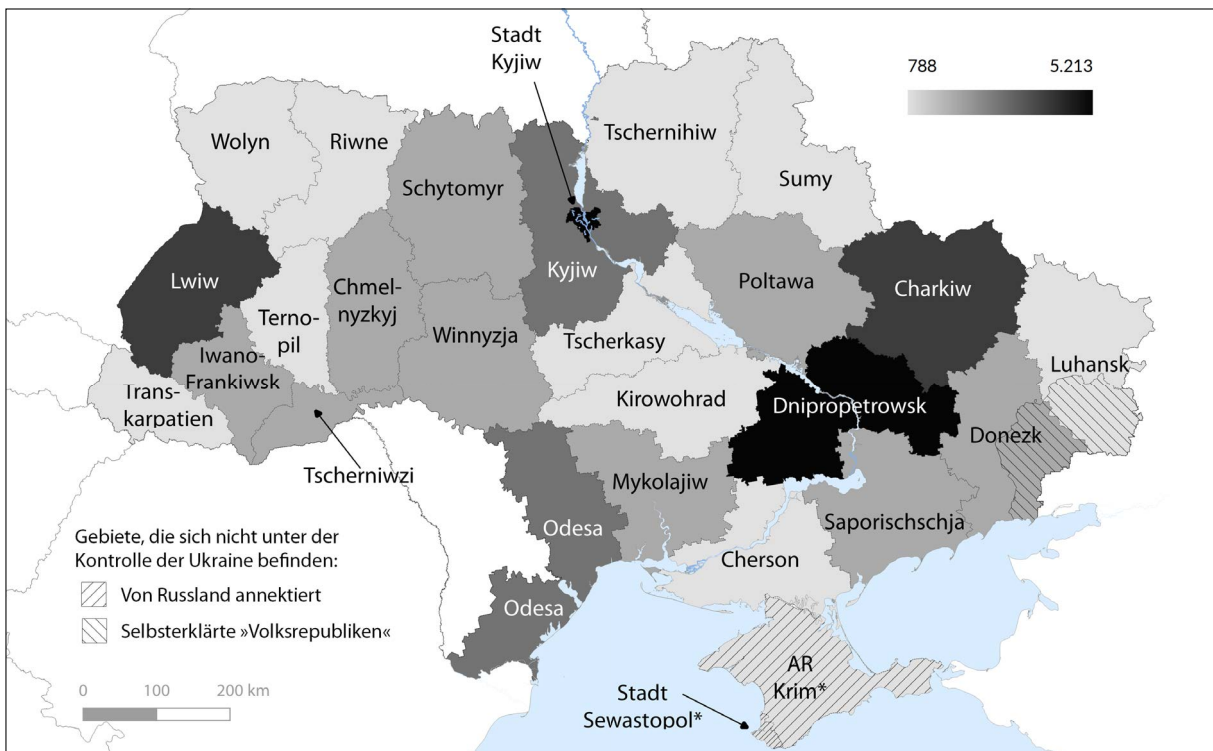 Stadt
Kyjiw
788
5.213
Wolyn
Riwne
Tschernihiw
Sumy
Schytomyr
Lwiw
Kyjiw
Poltawa
Charkiw
Chmel-
nyzkyj
Terno-
pil
Winnyzja
Tscherkasy
Luhansk
Iwano-
Frankiwsk
Trans-
karpatien
Kirowohrad
Dnipropetrowsk
Donezk
Tscherniwzi
Mykolajiw
Saporischschja
Odesa
Cherson
Odesa
Gebiete, die sich nicht unter der
Kontrolle der Ukraine befinden:
Von Russland annektiert
Selbsterklärte »Volksrepubliken«
0 100 200 km
AR
Krim*
Stadt
Sewastopol*